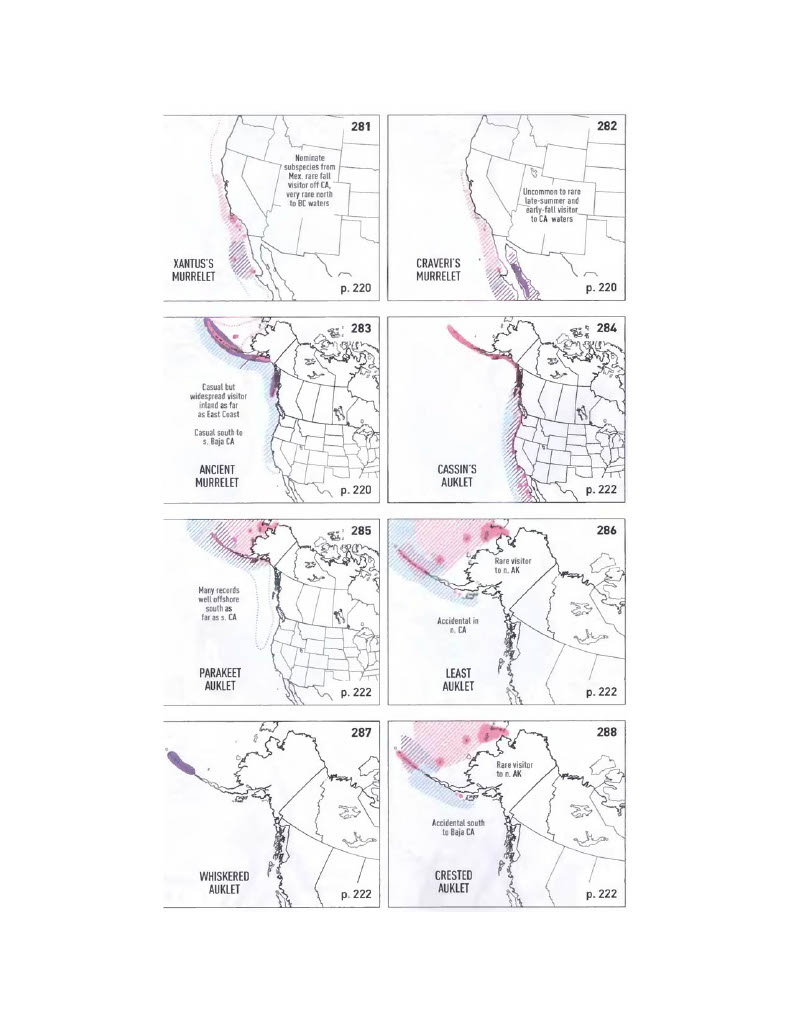 281
Nominate
subspecies from
Mex. rare fall
visitor off CA,
very rare north
to BC waters
XANTUS'S
MURRELET
p. 220
282
Uncommon to rare
late-summer and
early-fall visitor
to CA waters
CRAVERI'S
MURRELET
p. 220
283
Casual but
widespread visitor
inland as far
as East Coast
Casual south to
s. Baja CA
ANCIENT
MURRELET
p. 220
284
CASSIN'S
AUKLET
p. 222
285
Many records
well offshore
south as
far as s. CA
PARAKEET
AUKLET
p. 222
286
Rare visitor
to n. AK
Accidental in
n. CA
LEAST
AUKLET
p. 222
287
WHISKERED
AUKLET
p. 222
288
Rare visitor
to n. AK
Accidental south
to Baja CA
CRESTED
AUKLET
p. 222